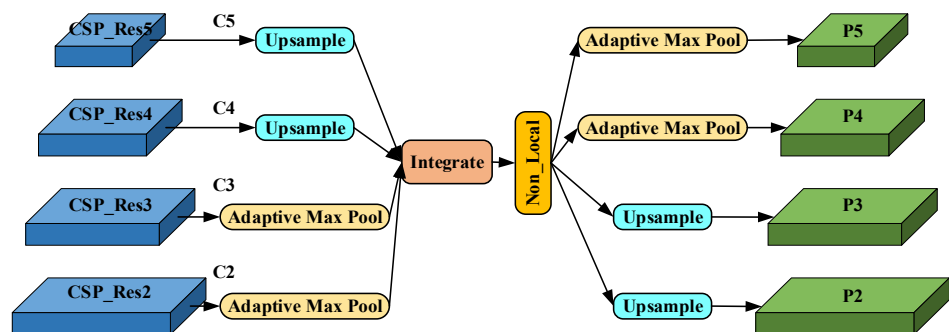 CSP_Res5
C5
Upsample
Adaptive Max Pool
P5
CSP_Res4
C4
Upsample
Adaptive Max Pool
P4
Integrate
Non_Local
CSP_Res3
C3
Adaptive Max Pool
Upsample
P3
CSP_Res2
C2
Adaptive Max Pool
Upsample
P2